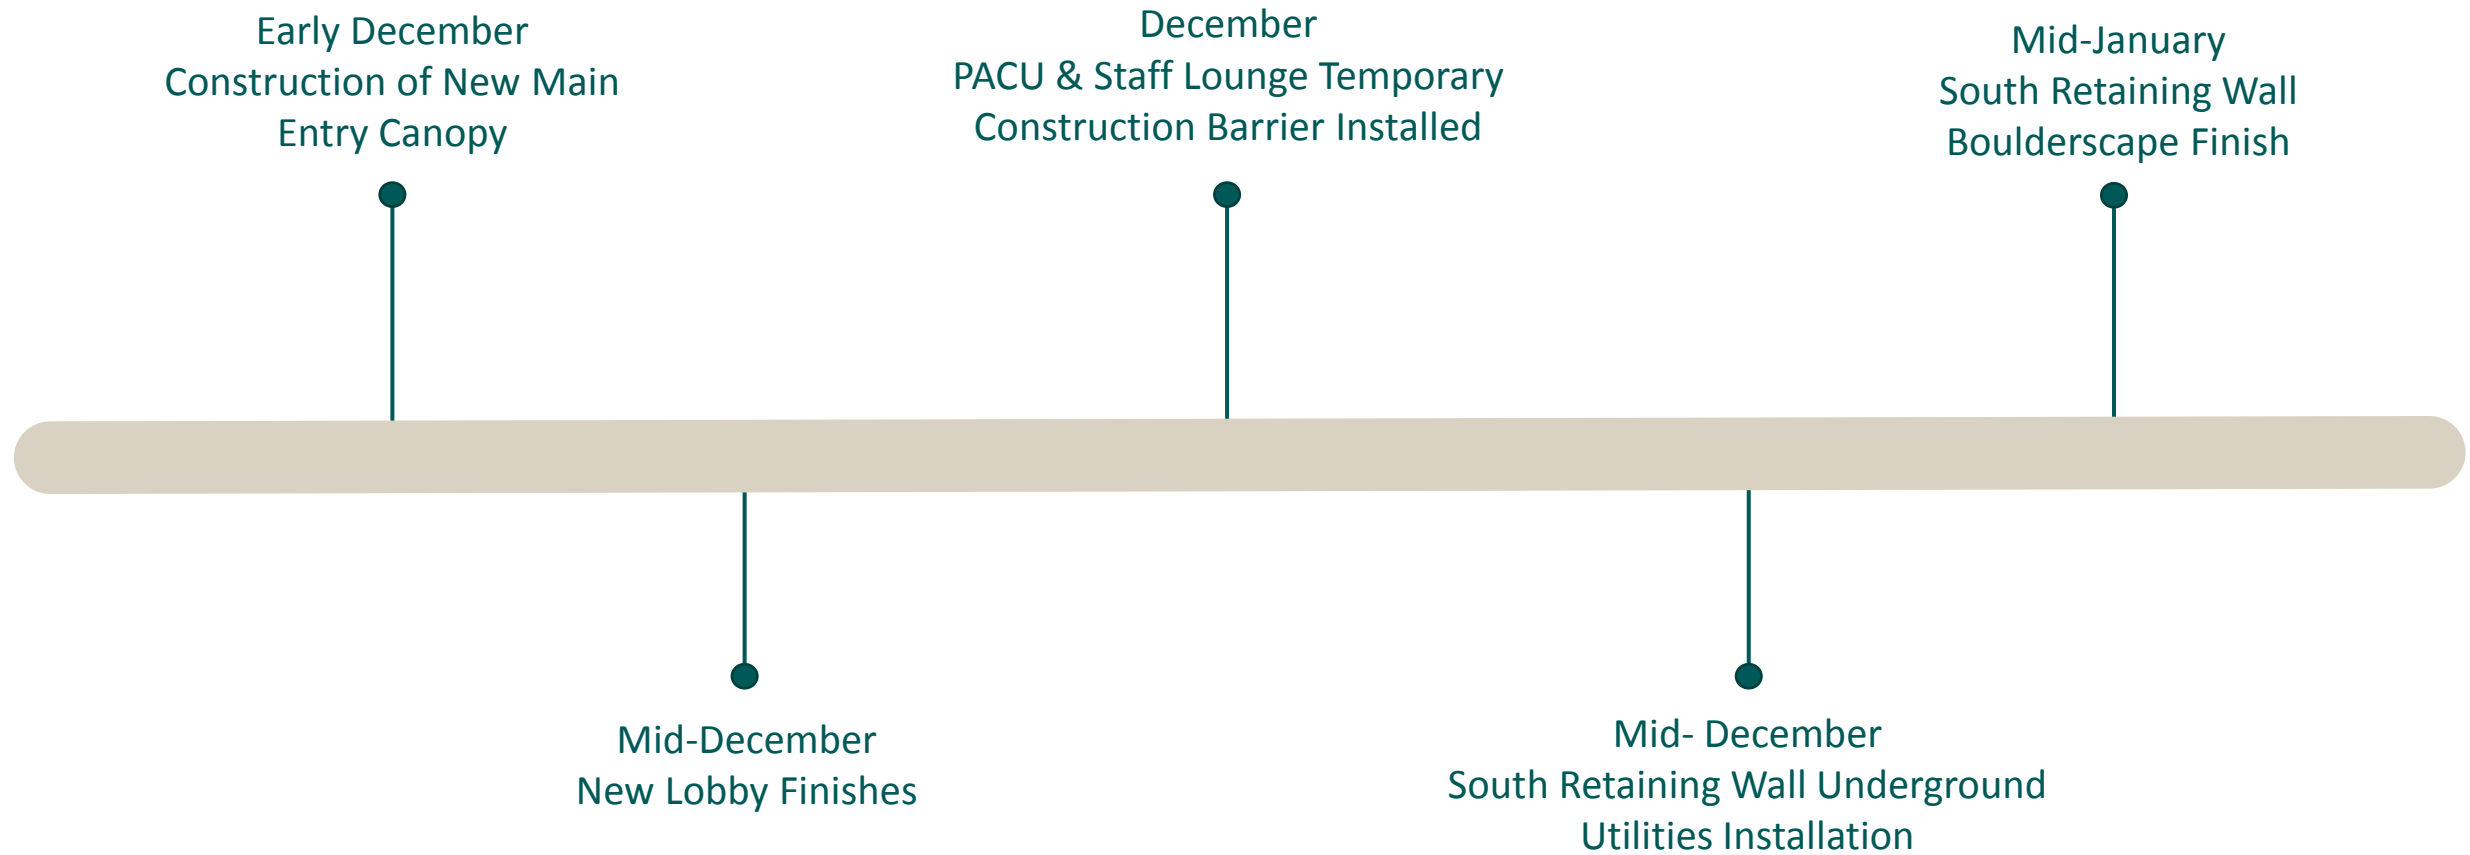 Early December
Construction of New Main
Entry Canopy
December
PACU & Staff Lounge Temporary
Construction Barrier Installed
Mid-January
South Retaining Wall
Boulderscape Finish
Mid-December
New Lobby Finishes
Mid- December
South Retaining Wall Underground
Utilities Installation